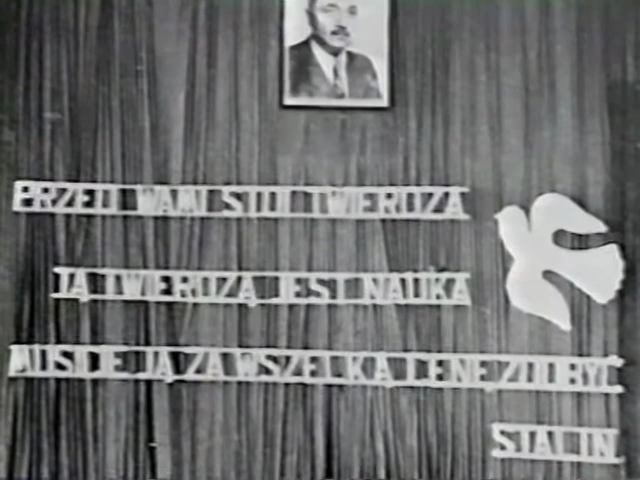 PRZED WAMI STOI TWIERDZA
TĄ TWIERDZĄ JEST NAUKA
MUSICIE JĄ ZA WSZELKĄ CENĘ ZDOBYĆ
STALIN